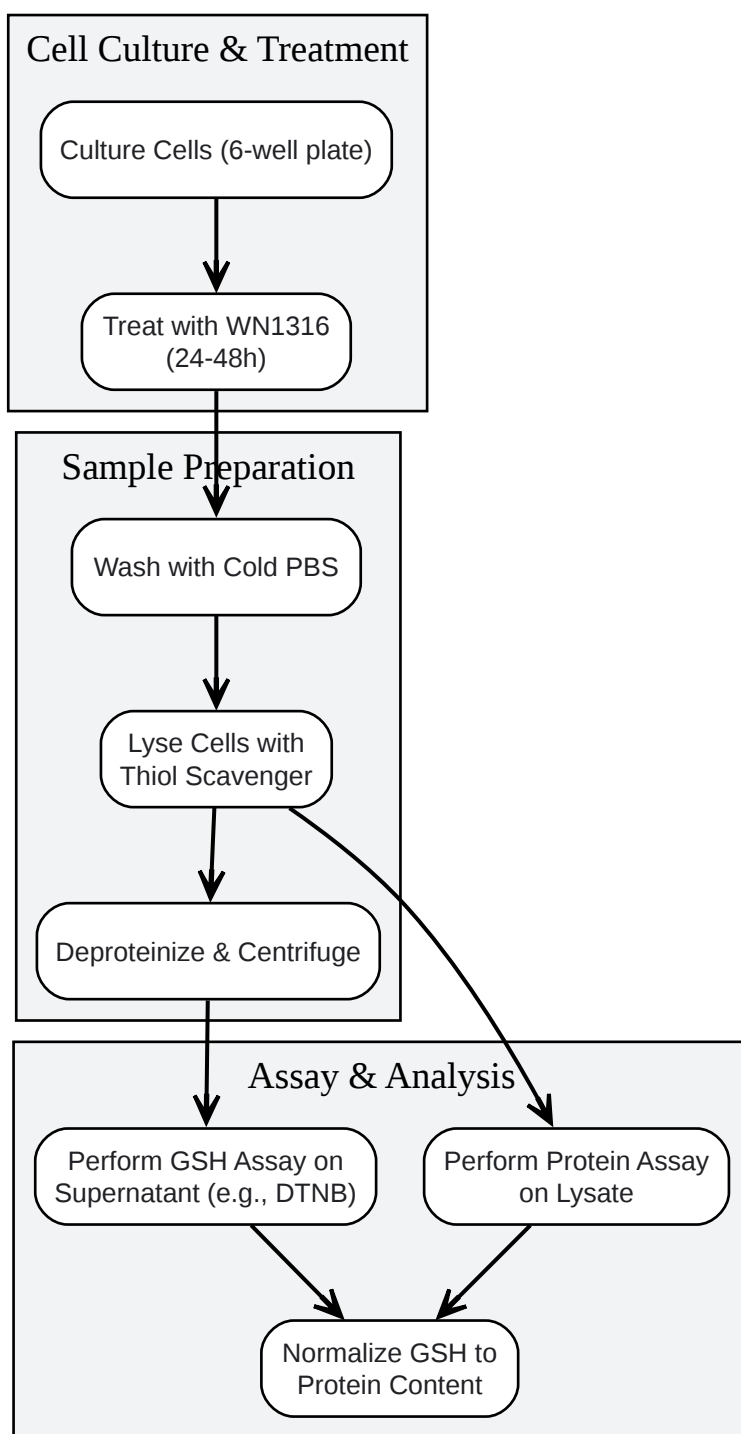 Cell Culture & Treatment
Culture Cells (6-well plate)
Treat with WN1316
(24-48h)
Sample Preparation
Wash with Cold PBS
Lyse Cells with
Thiol Scavenger
Deproteinize & Centrifuge
Assay & Analysis
Perform GSH Assay on
Supernatant (e.g., DTNB)
Perform Protein Assay
on Lysate
Normalize GSH to
Protein Content